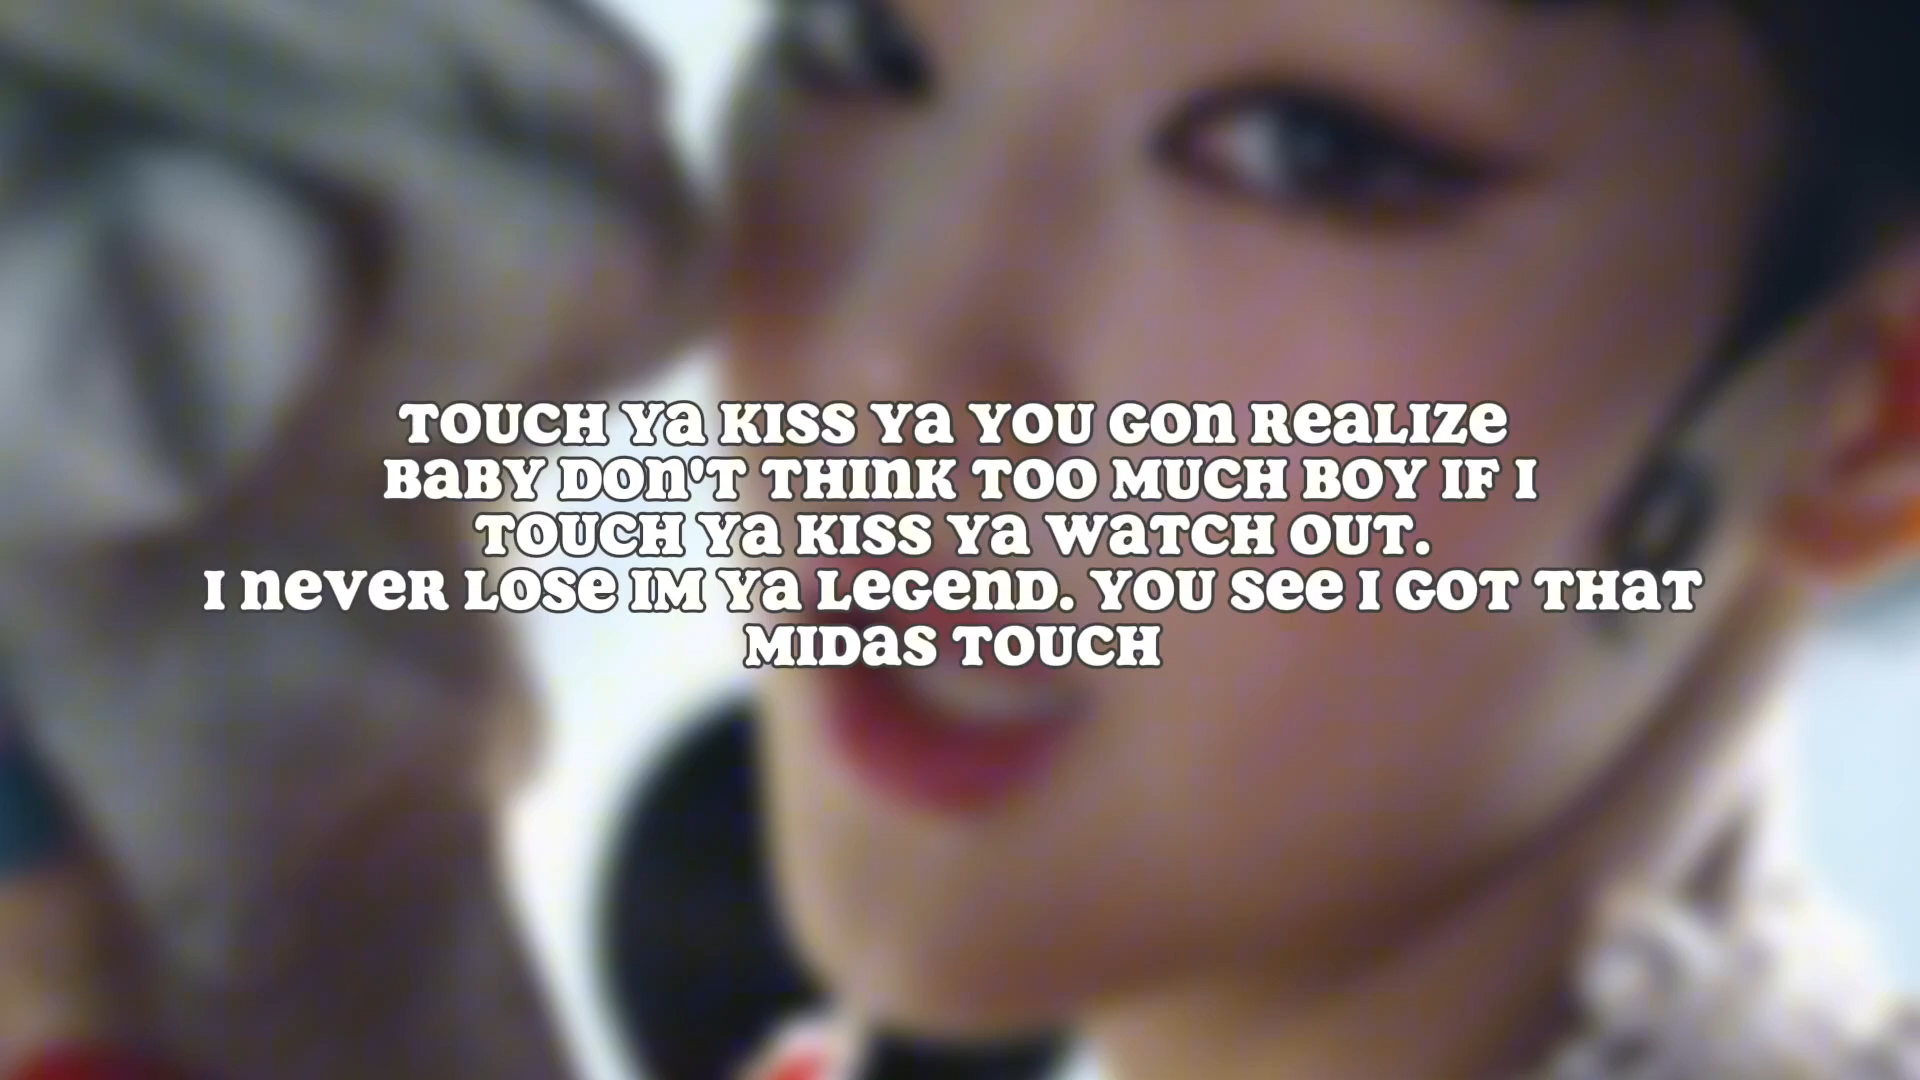 TOUCH Ya KISS Ya YOU GOn ReaLIZe
BaBY Don'T THInK TOO MUCH BOY IF I
TOUCH Ya KISS Ya WaTCH OUT.
I neveR LOSe IM Ya LeGenD. YOU See I GOT THaT
MIDas TOUCH